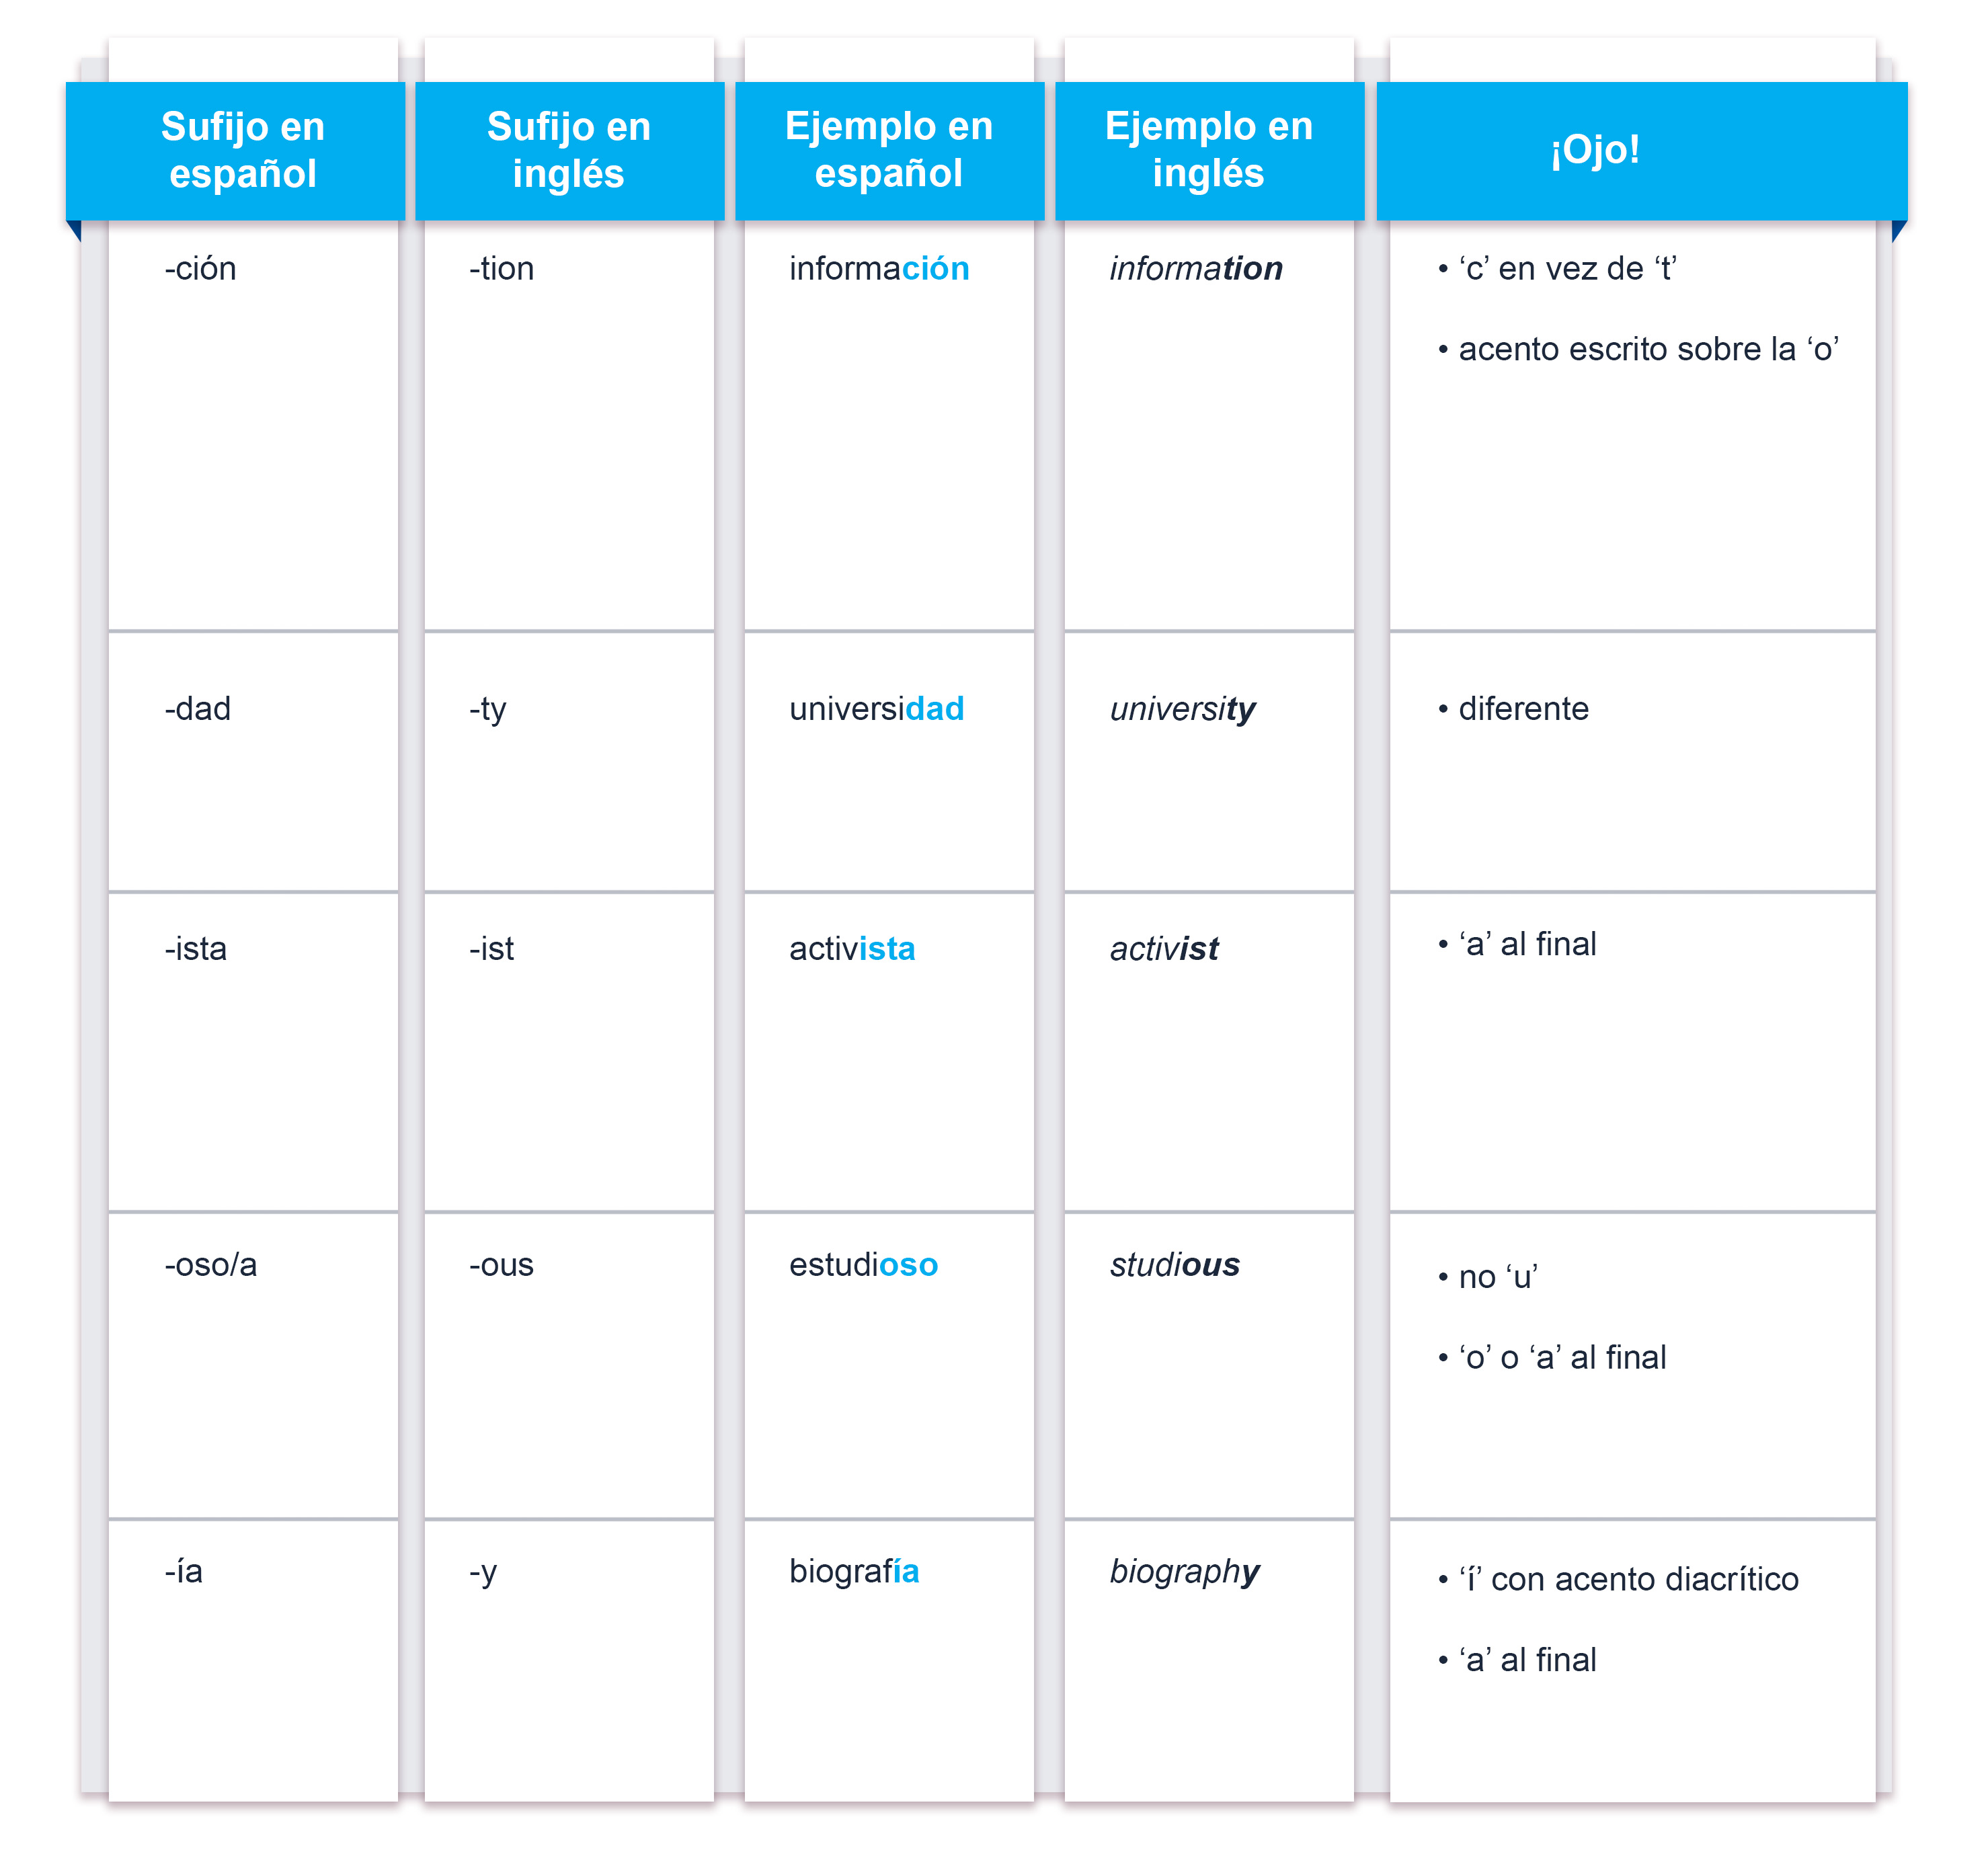 Sufijo en
español
Sufijo en
inglés
Ejemplo en
español
Ejemplo en
inglés
¡Ojo!
-ción
-tion
información
information
• ‘c’ en vez de ‘t’
• acento escrito sobre la ‘o’
-dad
-ty
universidad
university
• diferente
-ista
-ist
activista
activist
• ‘a’ al final
-oso/a
-ous
estudioso
studious
• no ‘u’
• ‘o’ o ‘a’ al final
-ía
-y
biografía
biography
• ‘í’ con acento diacrítico
• ‘a’ al final